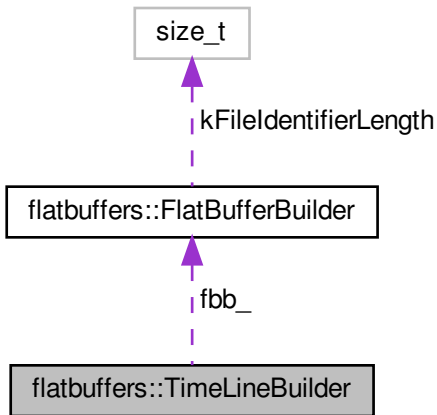 size_t
kFileIdentifierLength
flatbuffers::FlatBufferBuilder
fbb_
flatbuffers::TimeLineBuilder